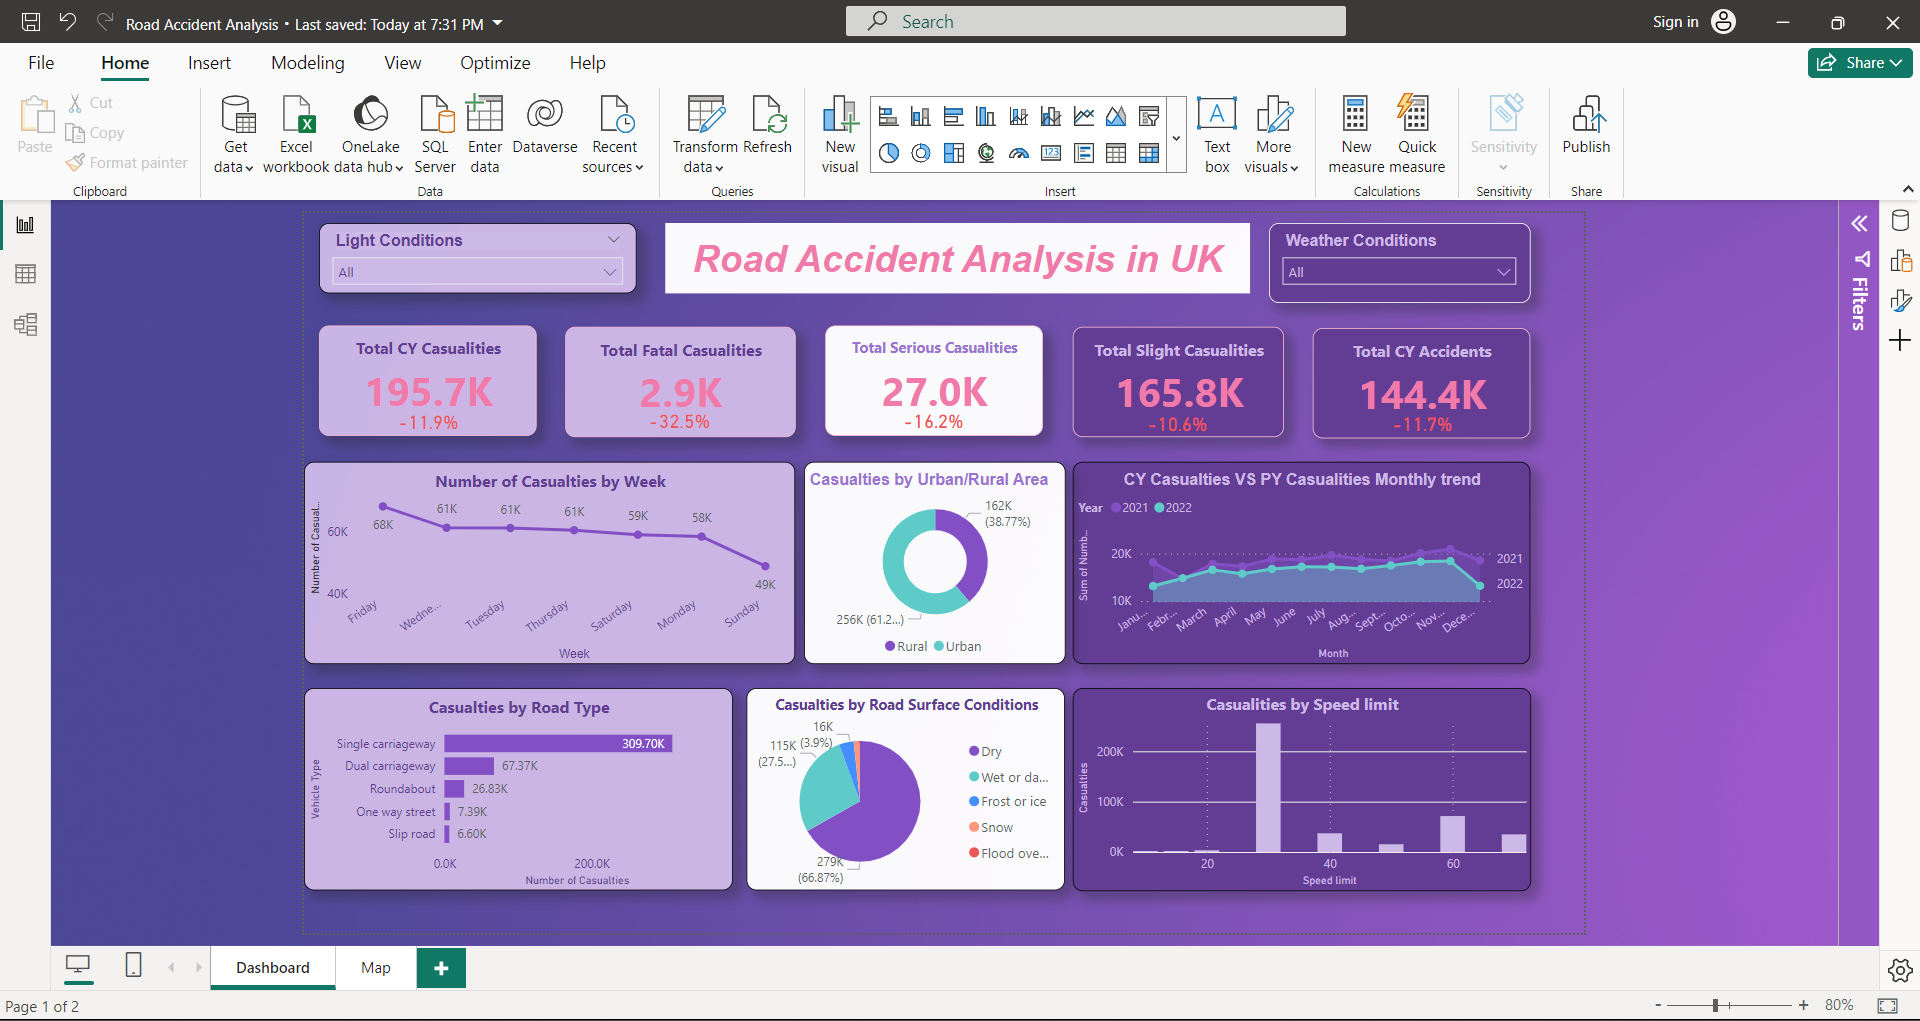 Road Accident Analysis • Last saved: Today at 7:31 PM
Search
Sign in
File Home Insert Modeling View Optimize Help
Share
Paste
Cut
Copy
Format painter
Clipboard
Get data
Excel workbook
OneLake data hub
SQL Server
Enter data
Dataverse
Recent sources
Data
Transform data
Refresh
Queries
New visual
123
Insert
A
Text box
More visuals
New measure
Quick measure
Calculations
Sensitivity
Sensitivity
Publish
Share
Light Conditions
All
Road Accident Analysis in UK
Weather Conditions
All
Filters
Total CY Casualities
195.7K
-11.9%
Total Fatal Casualities
2.9K
-32.5%
Total Serious Casualities
27.0K
-16.2%
Total Slight Casualities
165.8K
-10.6%
Total CY Accidents
144.4K
-11.7%
Number of Casualties by Week
Number of Casual...
60K
40K
68K
61K
61K
61K
59K
58K
49K
Friday
Wedne...
Tuesday
Thursday
Saturday
Monday
Sunday
Week
Casualties by Urban/Rural Area
162K
(38.77%)
256K (61.2...)
Rural Urban
CY Casualties VS PY Casualities Monthly trend
Year 2021 2022
Sum of Numb...
20K
10K
2021
2022
Janu...
Febr...
March
April
May
June
July
Aug...
Sept...
Octo...
Nov...
Dece...
Month
Casualties by Road Type
Vehicle Type
Single carriageway 309.70K
Dual carriageway 67.37K
Roundabout 26.83K
One way street 7.39K
Slip road 6.60K
0.0K 200.0K
Number of Casualties
Casualties by Road Surface Conditions
16K
(3.9%)
115K
(27.5...)
279K
(66.87%)
Dry
Wet or da...
Frost or ice
Snow
Flood ove...
Casualities by Speed limit
Casualties
200K
100K
0K
20 40 60
Speed limit
Dashboard Map
Page 1 of 2
- + 80%